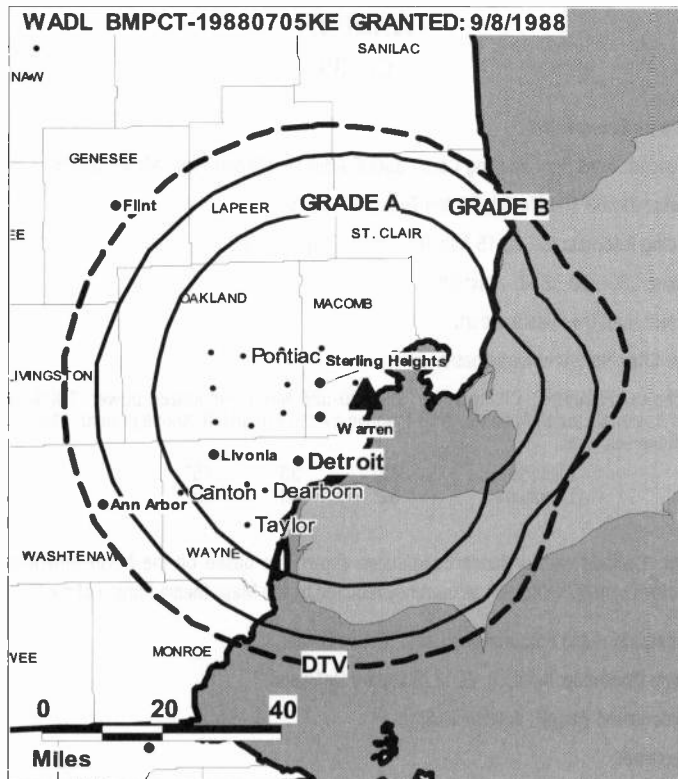 WADL BMPCT-19880705KE GRANTED: 9/8/1988
SANILAC
NAW
GENESEE
Flint
LAPEER
GRADE A
GRADE B
EE
ST. CLAIR
OAKLAND
MACOMB
Pontiac
Sterling Heights
LIVINGSTON
Warren
Livonia
Detroit
Canton
Dearborn
Ann Arbor
Taylor
WASHTENAW
WAYNE
MONROE
DTV
WEE
0 20 40
Miles